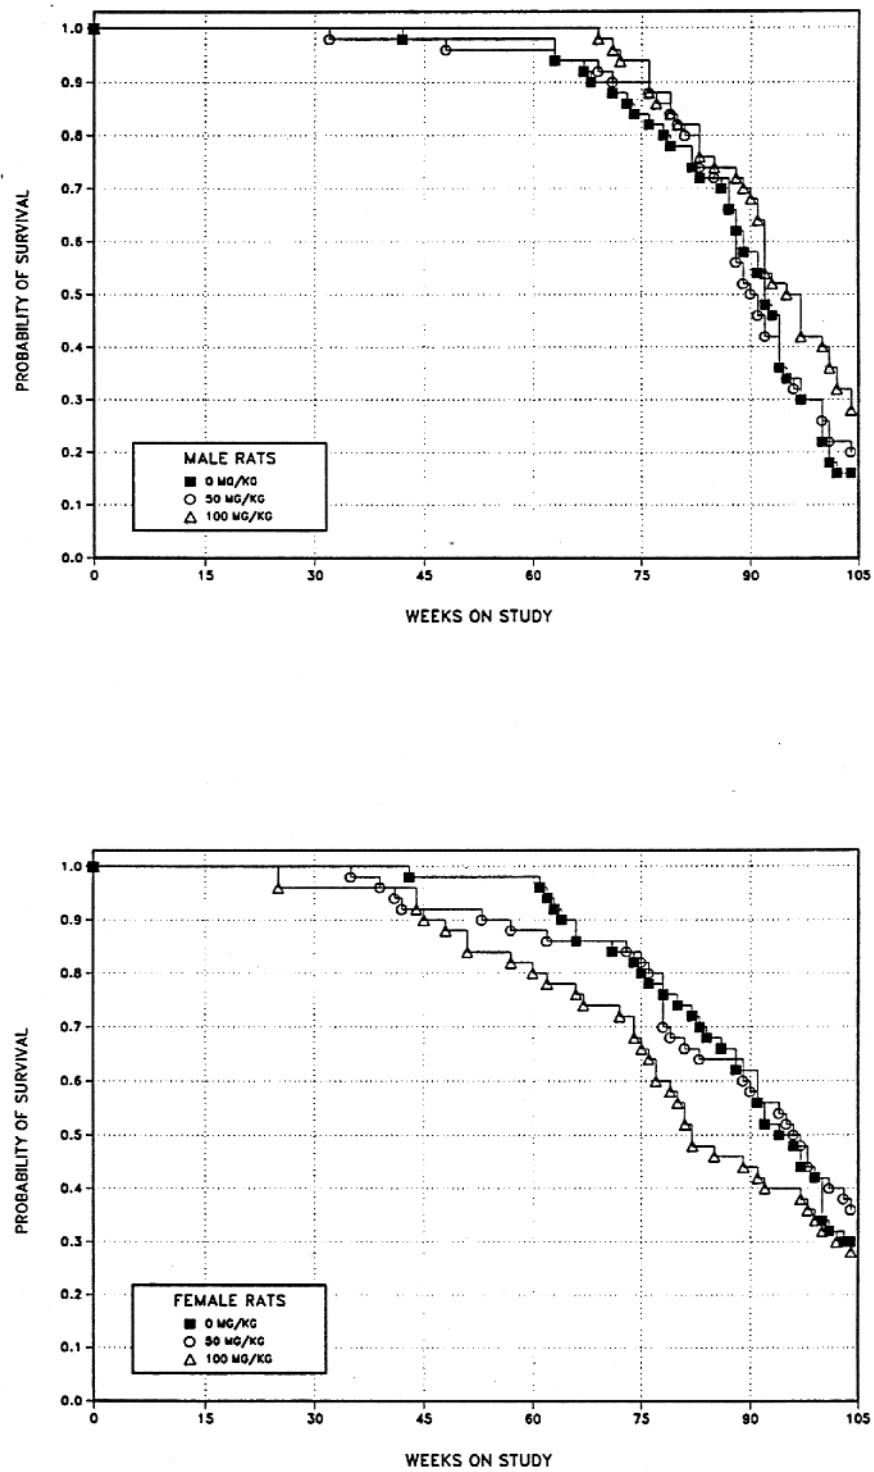 1.0
0.9
0.8
0.7
0.6
0.5
0.4
0.3
0.2
0.1
0.0
PROBABILITY OF SURVIVAL
MALE RATS
0 MG/KG
50 MG/KG
100 MG/KG
0 15 30 45 60 75 90 105
WEEKS ON STUDY
1.0
0.9
0.8
0.7
0.6
0.5
0.4
0.3
0.2
0.1
0.0
PROBABILITY OF SURVIVAL
FEMALE RATS
0 MG/KG
50 MG/KG
100 MG/KG
0 15 30 45 60 75 90 105
WEEKS ON STUDY